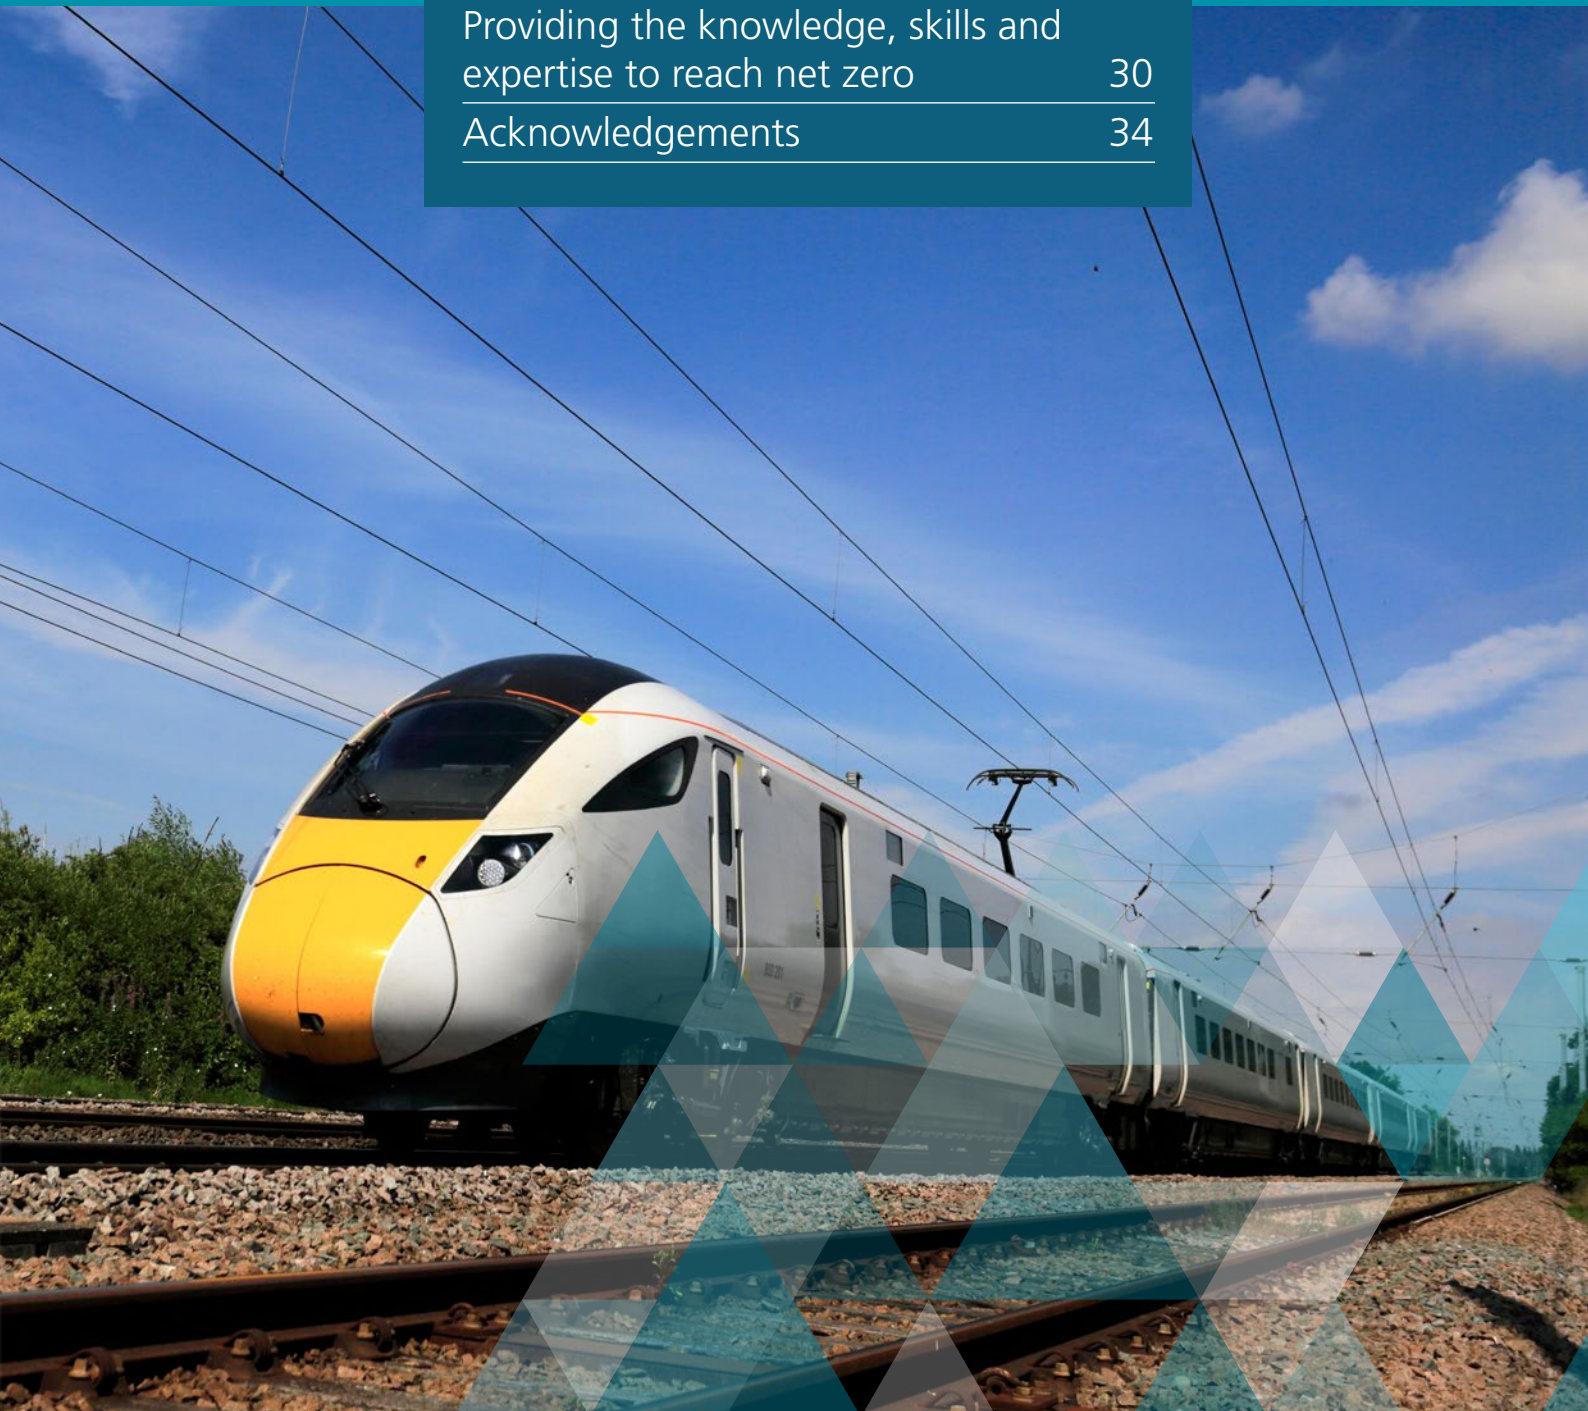 Providing the knowledge, skills and
expertise to reach net zero 30
Acknowledgements 34